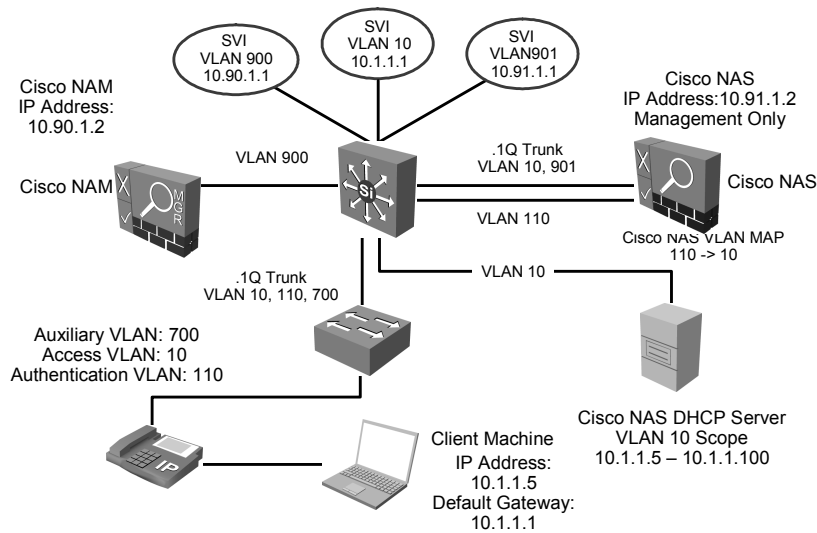 SVI
VLAN 900
10.90.1.1
SVI
VLAN 10
10.1.1.1
SVI
VLAN901
10.91.1.1
Cisco NAM
IP Address:
10.90.1.2
Cisco NAS
IP Address:10.91.1.2
Management Only
VLAN 900
.1Q Trunk
VLAN 10, 901
Cisco NAM
MGR
Si
Cisco NAS
VLAN 110
Cisco NAS VLAN MAP
110 -> 10
.1Q Trunk
VLAN 10, 110, 700
VLAN 10
Auxiliary VLAN: 700
Access VLAN: 10
Authentication VLAN: 110
IP
Client Machine
IP Address:
10.1.1.5
Default Gateway:
10.1.1.1
Cisco NAS DHCP Server
VLAN 10 Scope
10.1.1.5 – 10.1.1.100